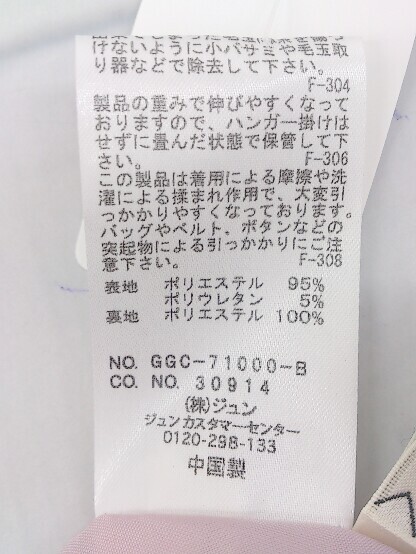 けないように小バサミや毛玉取
り器などで除去して下さい。
F-304
製品の重みで伸びやすくなって
おりますので、ハンガー掛けは
せずに畳んだ状態で保管して下
さい。 F-306
この製品は着用による摩擦や洗
濯による揉まれ作用で、大変引
っかかりやすくなっております。
バッグやベルト、ボタンなどの
突起物による引っかかりにご注
意下さい。 F-308
表地 ポリエステル 95%
ポリウレタン 5%
裏地 ポリエステル 100%
NO. GGC-71000-B
CO. NO. 30914
(株)ジュン
ジュンカスタマーセンター
0120-298-133
中国製